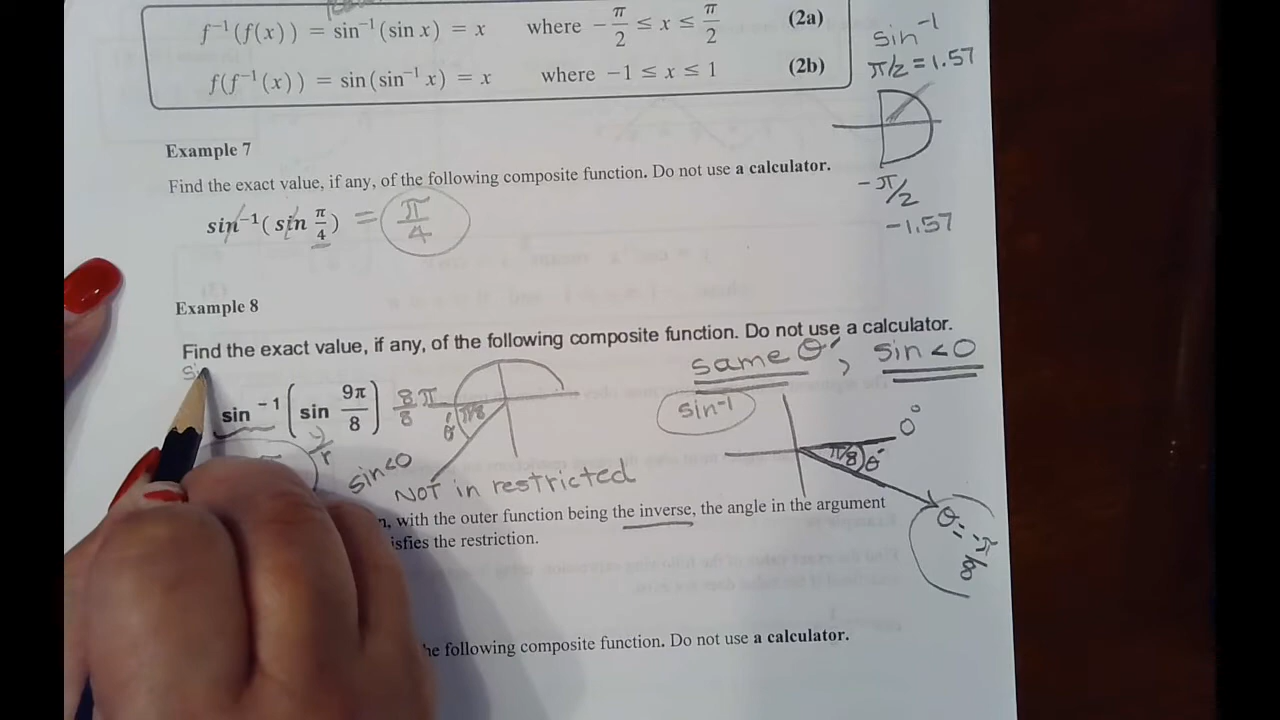 f⁻¹(f(x)) = sin⁻¹(sin x) = x where −π/2 ≤ x ≤ π/2 (2a)
f(f⁻¹(x)) = sin(sin⁻¹ x) = x where −1 ≤ x ≤ 1 (2b)
sin⁻¹
π/2 = 1.57
-π/2
-1.57
Example 7
Find the exact value, if any, of the following composite function. Do not use a calculator.
sin⁻¹(sin π/4) = π/4
Example 8
Find the exact value, if any, of the following composite function. Do not use a calculator.
same θ', sin<0
sin⁻¹(sin 9π/8) 8π/8
y/r
π/8 θ'
sin<0
NOT in restricted
sin⁻¹
0°
π/8 θ'
θ = -π/8
, with the outer function being the inverse, the angle in the argument
isfies the restriction.
he following composite function. Do not use a calculator.